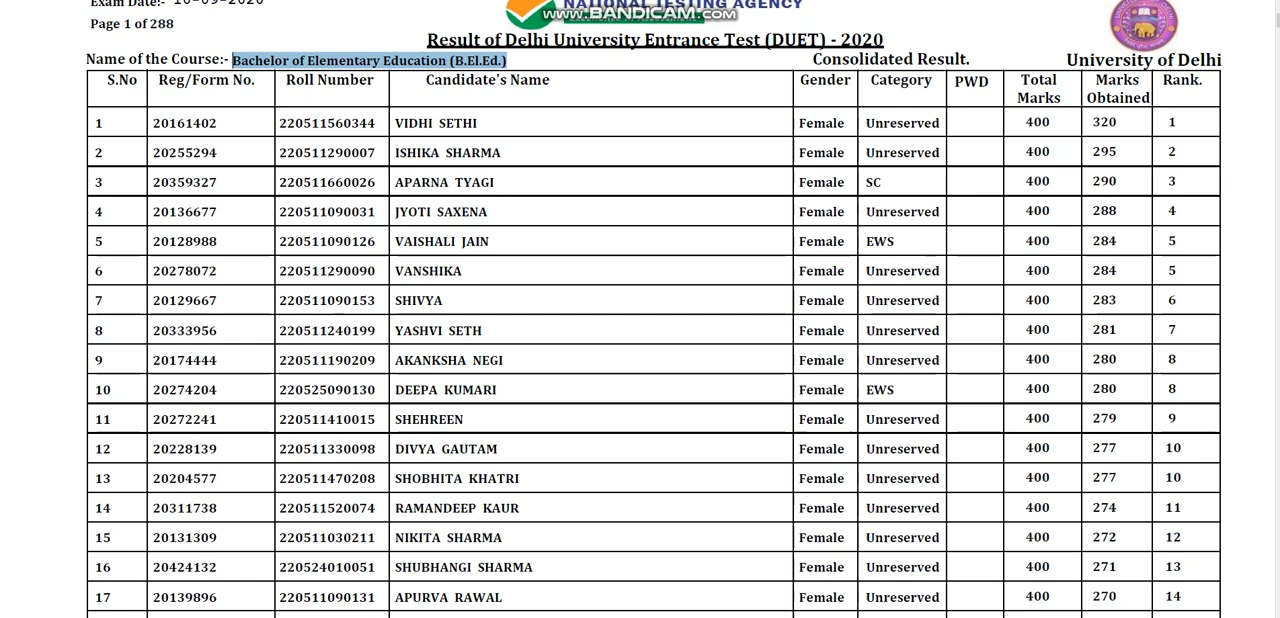 Exam Date:- 10-09-2020
NATIONAL TESTING AGENCY
www.BANDICAM.com
Page 1 of 288
Result of Delhi University Entrance Test (DUET) - 2020
Name of the Course:- Bachelor of Elementary Education (B.El.Ed.) Consolidated Result. University of Delhi
S.No Reg/Form No. Roll Number Candidate's Name Gender Category PWD Total Marks Marks Obtained Rank.
1 20161402 220511560344 VIDHI SETHI Female Unreserved 400 320 1
2 20255294 220511290007 ISHIKA SHARMA Female Unreserved 400 295 2
3 20359327 220511660026 APARNA TYAGI Female SC 400 290 3
4 20136677 220511090031 JYOTI SAXENA Female Unreserved 400 288 4
5 20128988 220511090126 VAISHALI JAIN Female EWS 400 284 5
6 20278072 220511290090 VANSHIKA Female Unreserved 400 284 5
7 20129667 220511090153 SHIVYA Female Unreserved 400 283 6
8 20333956 220511240199 YASHVI SETH Female Unreserved 400 281 7
9 20174444 220511190209 AKANKSHA NEGI Female Unreserved 400 280 8
10 20274204 220525090130 DEEPA KUMARI Female EWS 400 280 8
11 20272241 220511410015 SHEHREEN Female Unreserved 400 279 9
12 20228139 220511330098 DIVYA GAUTAM Female Unreserved 400 277 10
13 20204577 220511470208 SHOBHITA KHATRI Female Unreserved 400 277 10
14 20311738 220511520074 RAMANDEEP KAUR Female Unreserved 400 274 11
15 20131309 220511030211 NIKITA SHARMA Female Unreserved 400 272 12
16 20424132 220524010051 SHUBHANGI SHARMA Female Unreserved 400 271 13
17 20139896 220511090131 APURVA RAWAL Female Unreserved 400 270 14